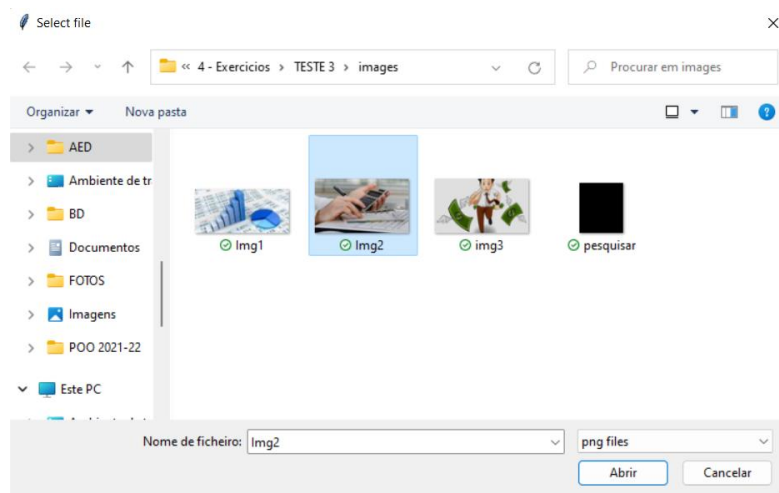 Select file
« 4 - Exercicios > TESTE 3 > images
Procurar em images
Organizar
Nova pasta
AED
Ambiente de tr
BD
Documentos
FOTOS
Imagens
POO 2021-22
Este PC
Img1
Img2
img3
pesquisar
Nome de ficheiro: Img2
png files
Abrir
Cancelar